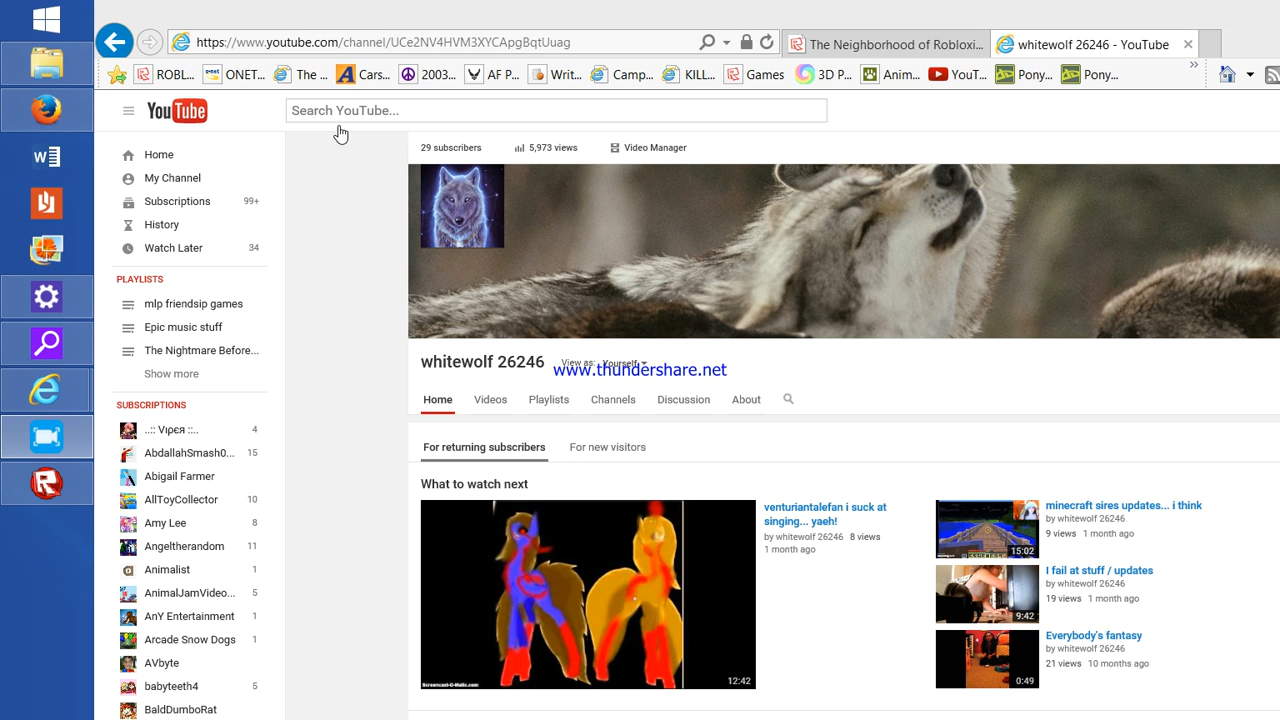 https://www.youtube.com/channel/UCe2NV4HVM3XYCApgBqtUuag
The Neighborhood of Robloxi...
whitewolf 26246 - YouTube
ROBL... ONET... The ... Cars... 2003... AF P... Writ... Camp... KILL... Games 3D P... Anim... YouT... Pony... Pony...
YouTube
Search YouTube...
29 subscribers 5,973 views Video Manager
Home
My Channel
Subscriptions 99+
History
Watch Later 34
PLAYLISTS
mlp friendsip games
Epic music stuff
The Nightmare Before...
Show more
SUBSCRIPTIONS
..:: Vιρєя ::.. 4
AbdallahSmash0... 15
Abigail Farmer
AllToyCollector 10
Amy Lee 8
Angeltherandom 11
Animalist 1
AnimalJamVideo... 5
AnY Entertainment 1
Arcade Snow Dogs 1
AVbyte
babyteeth4 5
BaldDumboRat
whitewolf 26246 View as: Yourself
www.thundershare.net
Home Videos Playlists Channels Discussion About
For returning subscribers For new visitors
What to watch next
12:42
Screencast-O-Matic.com
venturiantalefan i suck at
singing... yaeh!
by whitewolf 26246 8 views
1 month ago
15:02
minecraft sires updates... i think
by whitewolf 26246
9 views 1 month ago
9:42
I fail at stuff / updates
by whitewolf 26246
19 views 1 month ago
0:49
Everybody's fantasy
by whitewolf 26246
21 views 10 months ago